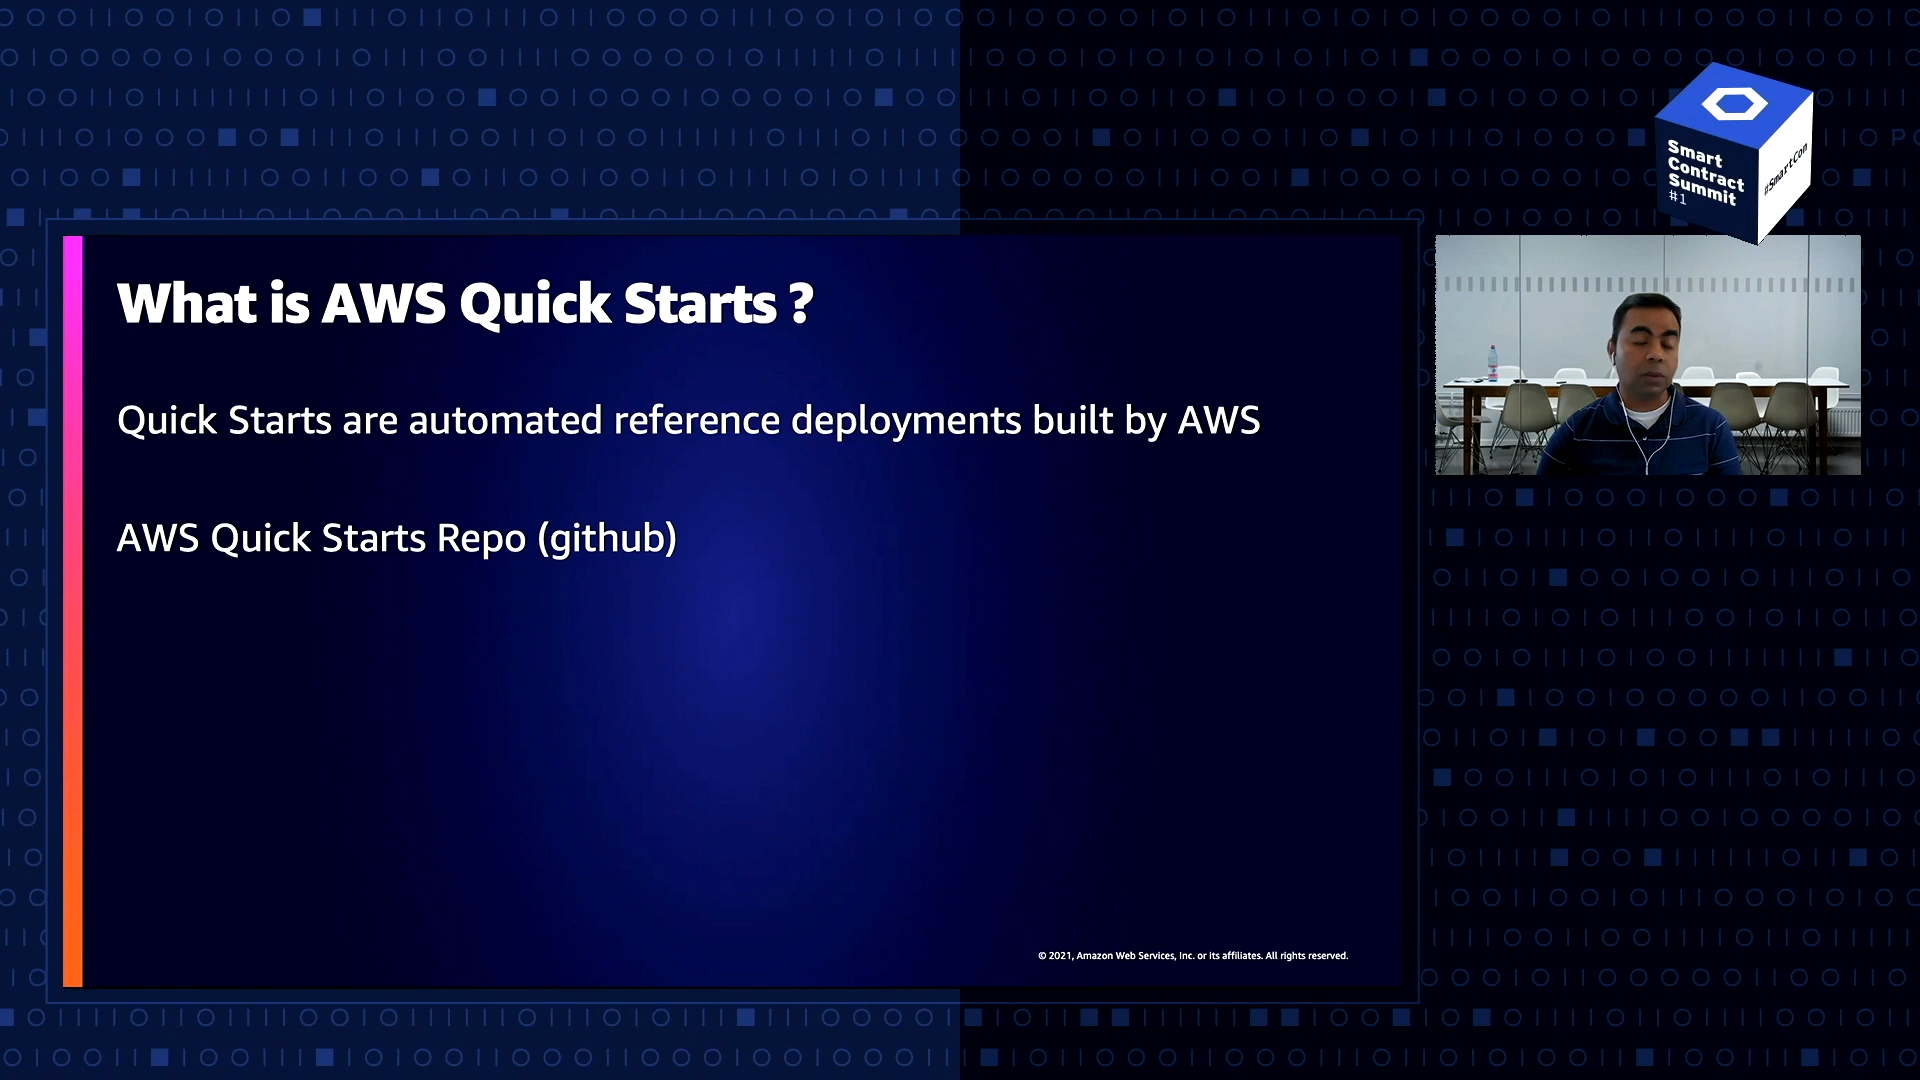 Smart
Contract
Summit
#1
#SmartCon
What is AWS Quick Starts ?
Quick Starts are automated reference deployments built by AWS
AWS Quick Starts Repo (github)
© 2021, Amazon Web Services, Inc. or its affiliates. All rights reserved.